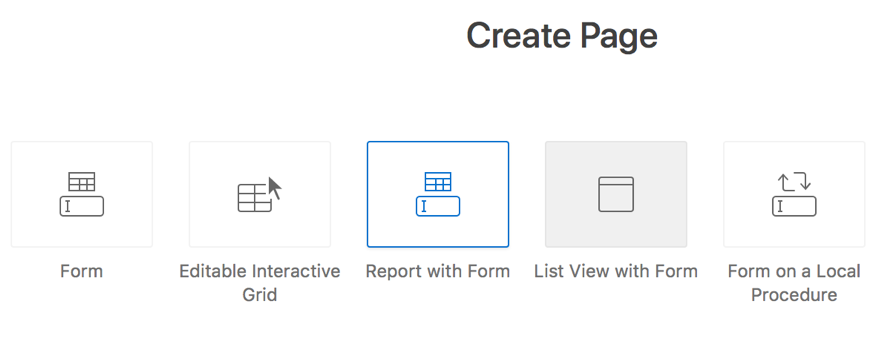 Create Page
Form
Editable Interactive
Grid
Report with Form
List View with Form
Form on a Local
Procedure